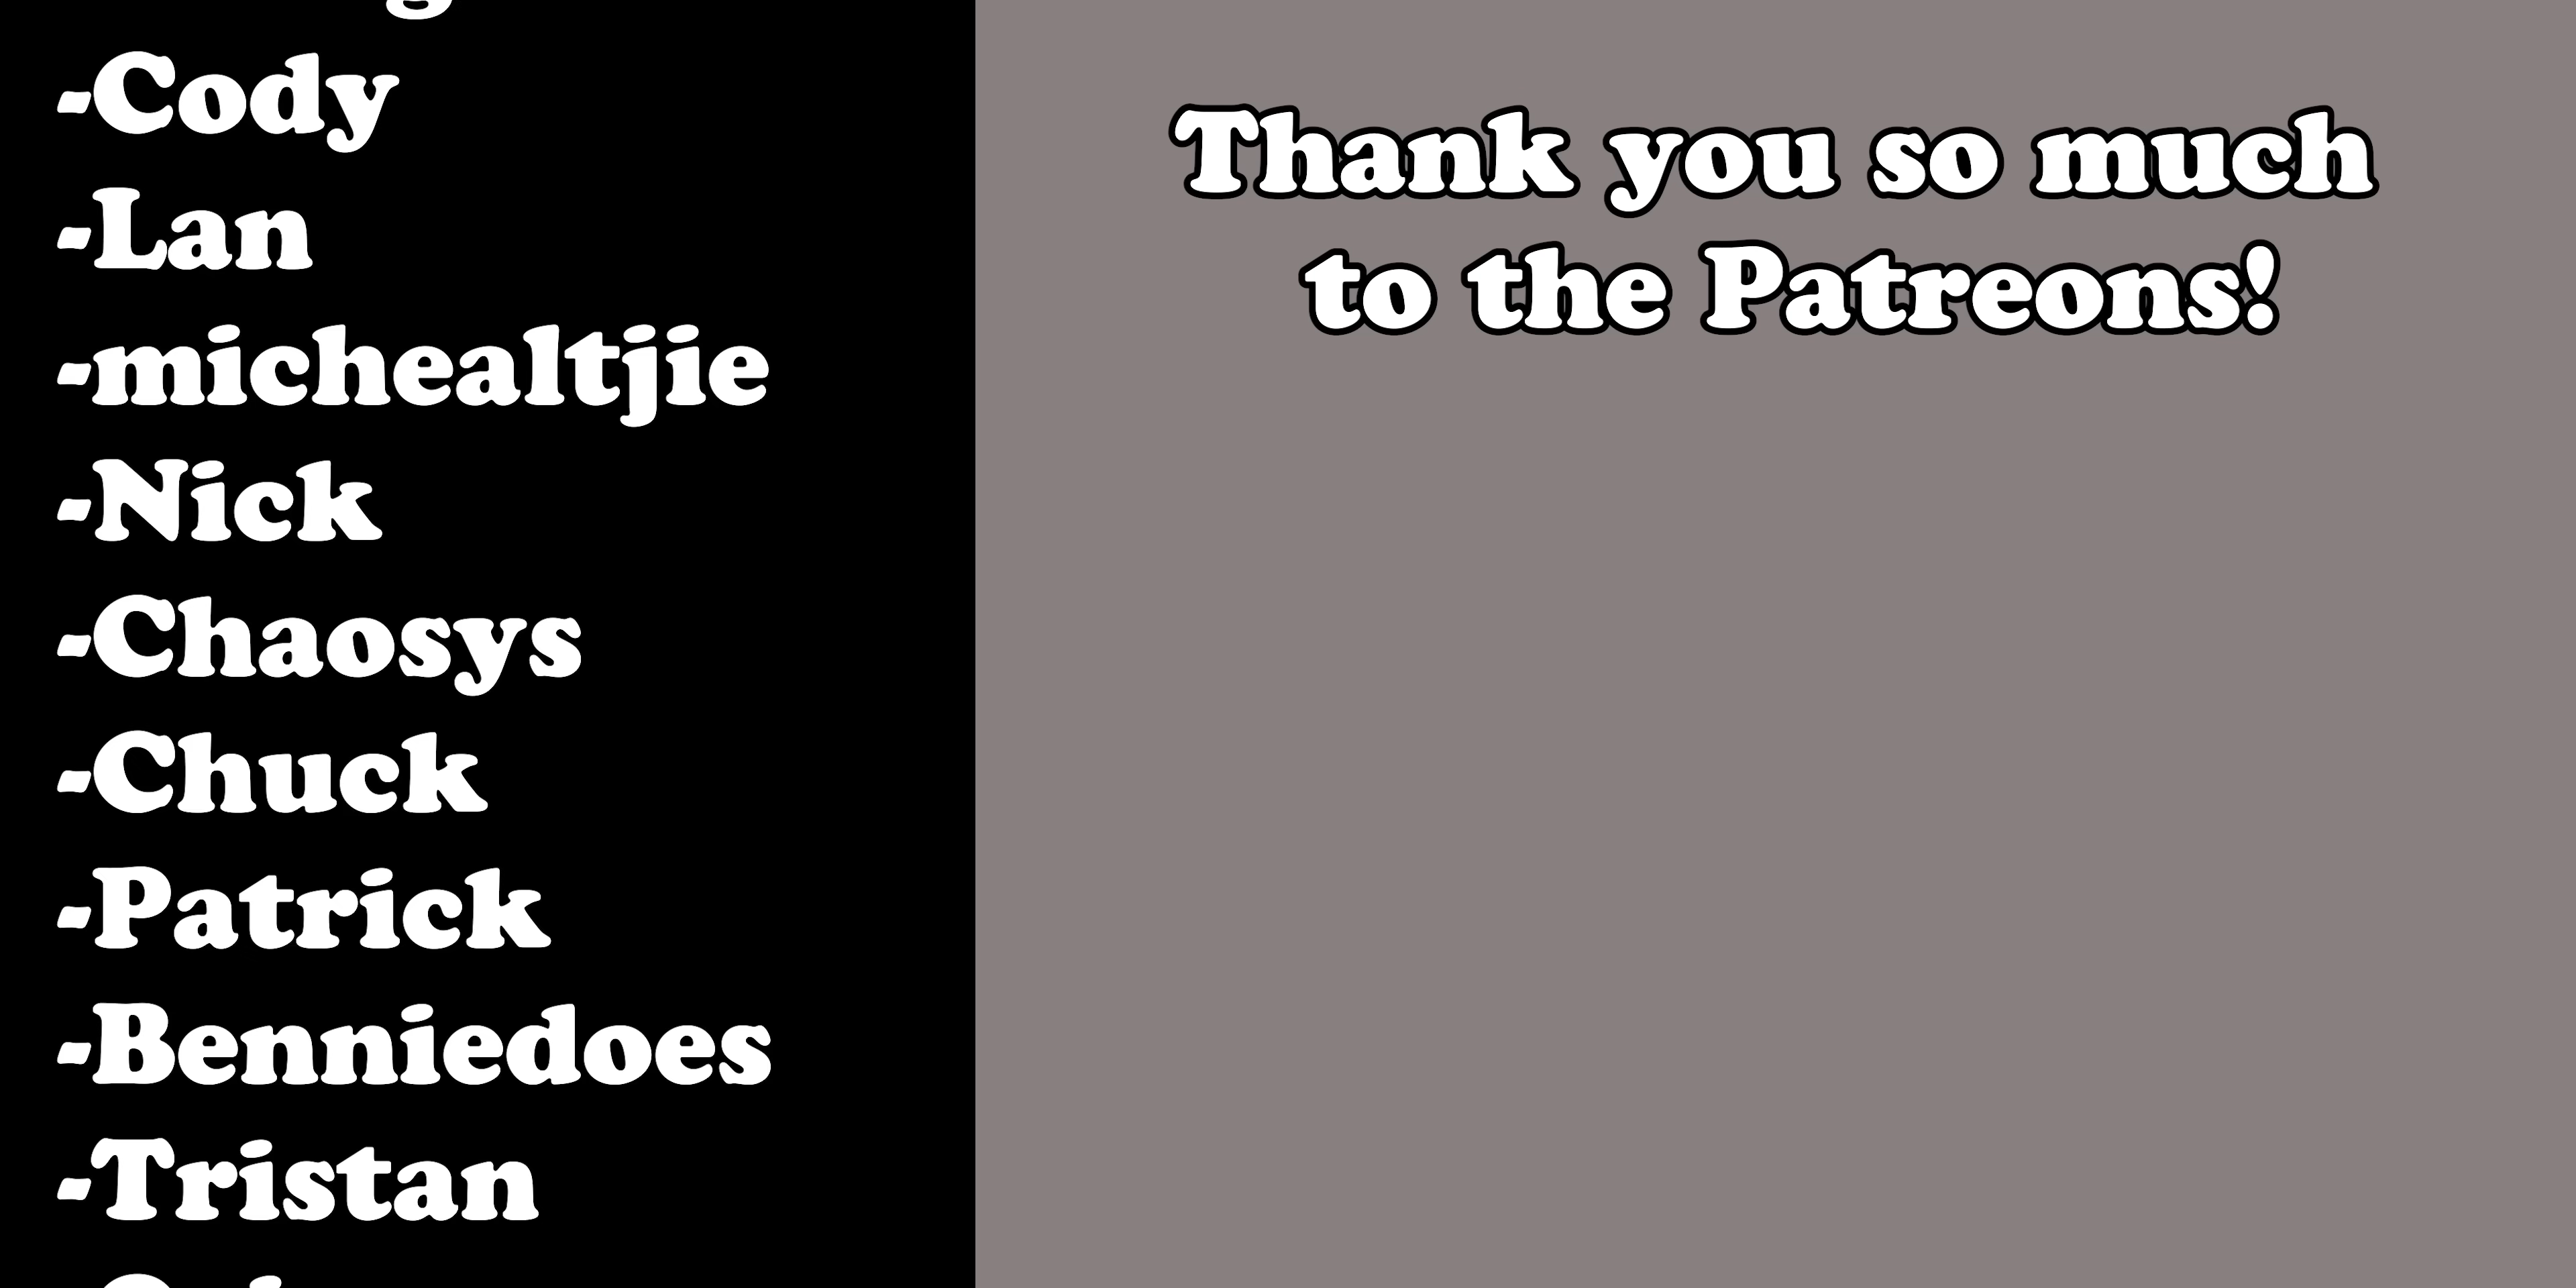 -Cody
-Lan
-michealtjie
-Nick
-Chaosys
-Chuck
-Patrick
-Benniedoes
-Tristan
Thank you so much
to the Patreons!